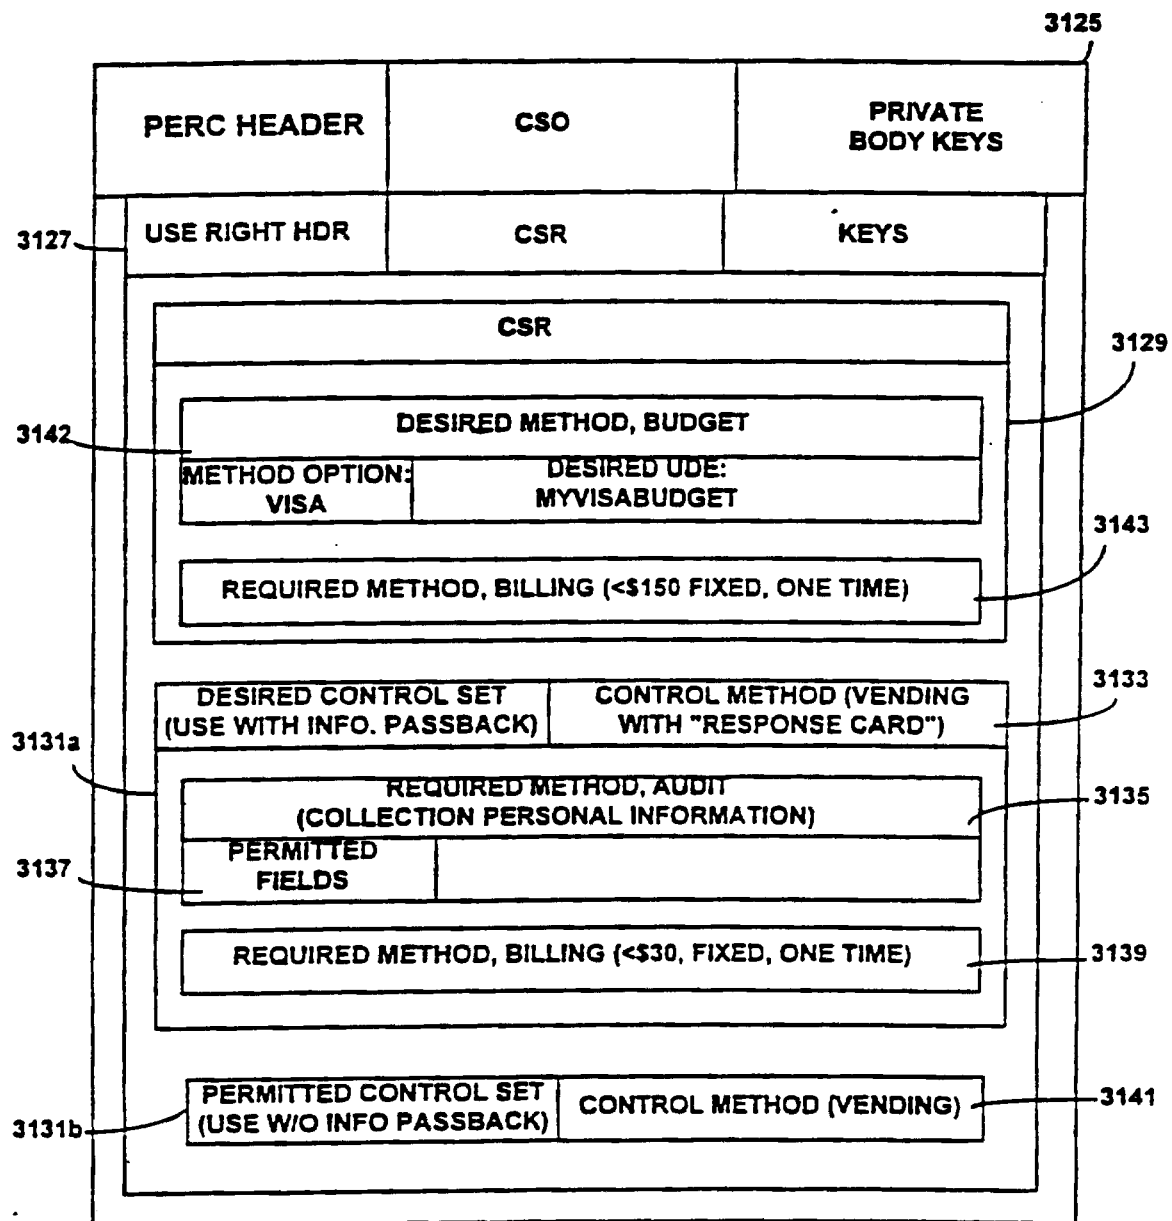 3125
PERC HEADER
CSO
PRIVATE
BODY KEYS
3127
USE RIGHT HDR
CSR
KEYS
CSR
3129
DESIRED METHOD, BUDGET
3142
METHOD OPTION:
VISA
DESIRED UDE:
MYVISABUDGET
3143
REQUIRED METHOD, BILLING (<$150 FIXED, ONE TIME)
DESIRED CONTROL SET
(USE WITH INFO. PASSBACK)
CONTROL METHOD (VENDING
WITH "RESPONSE CARD")
3133
3131a
REQUIRED METHOD, AUDIT
(COLLECTION PERSONAL INFORMATION)
3135
3137
PERMITTED
FIELDS
REQUIRED METHOD, BILLING (<$30, FIXED, ONE TIME)
3139
PERMITTED CONTROL SET
(USE W/O INFO PASSBACK)
CONTROL METHOD (VENDING)
3141
3131b